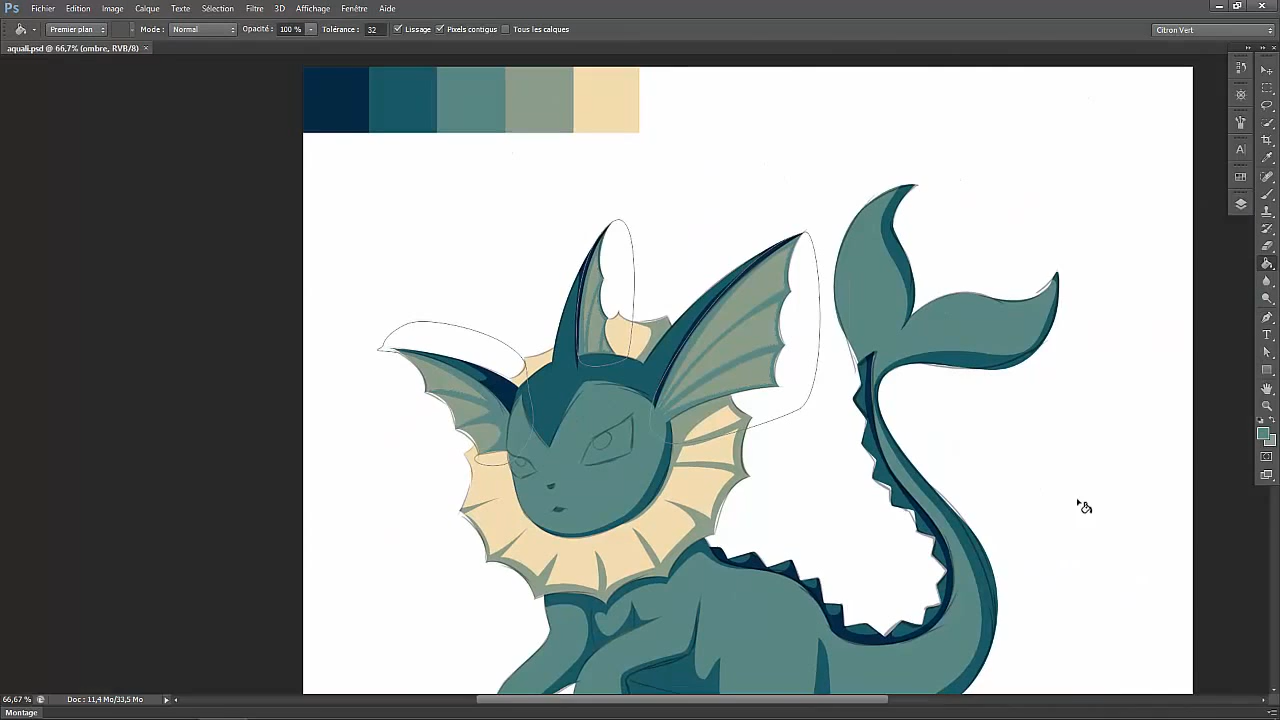 Ps Fichier Edition Image Calque Texte Sélection Filtre 3D Affichage Fenêtre Aide
Premier plan Mode : Normal Opacité : 100 % Tolérance : 32 Lissage Pixels contigus Tous les calques Citron Vert
aquali.psd @ 66,7% (ombre, RVB/8) ×
66,67 % Doc : 11,4 Mo/33,5 Mo
Montage